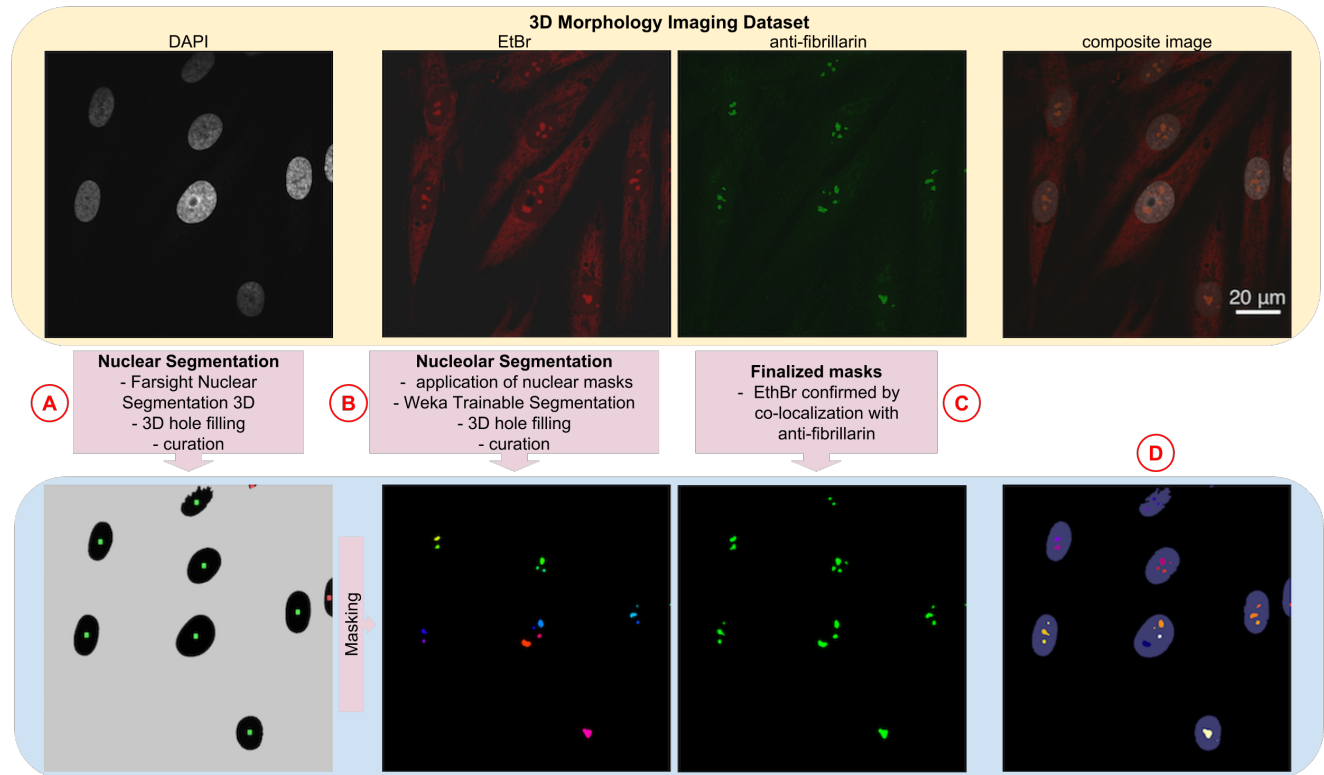 3D Morphology Imaging Dataset
DAPI
EtBr
anti-fibrillarin
composite image
20 µm
A
Nuclear Segmentation
- Farsight Nuclear
Segmentation 3D
- 3D hole filling
- curation
B
Nucleolar Segmentation
- application of nuclear masks
- Weka Trainable Segmentation
- 3D hole filling
- curation
Finalized masks
- EthBr confirmed by
co-localization with
anti-fibrillarin
C
D
Masking